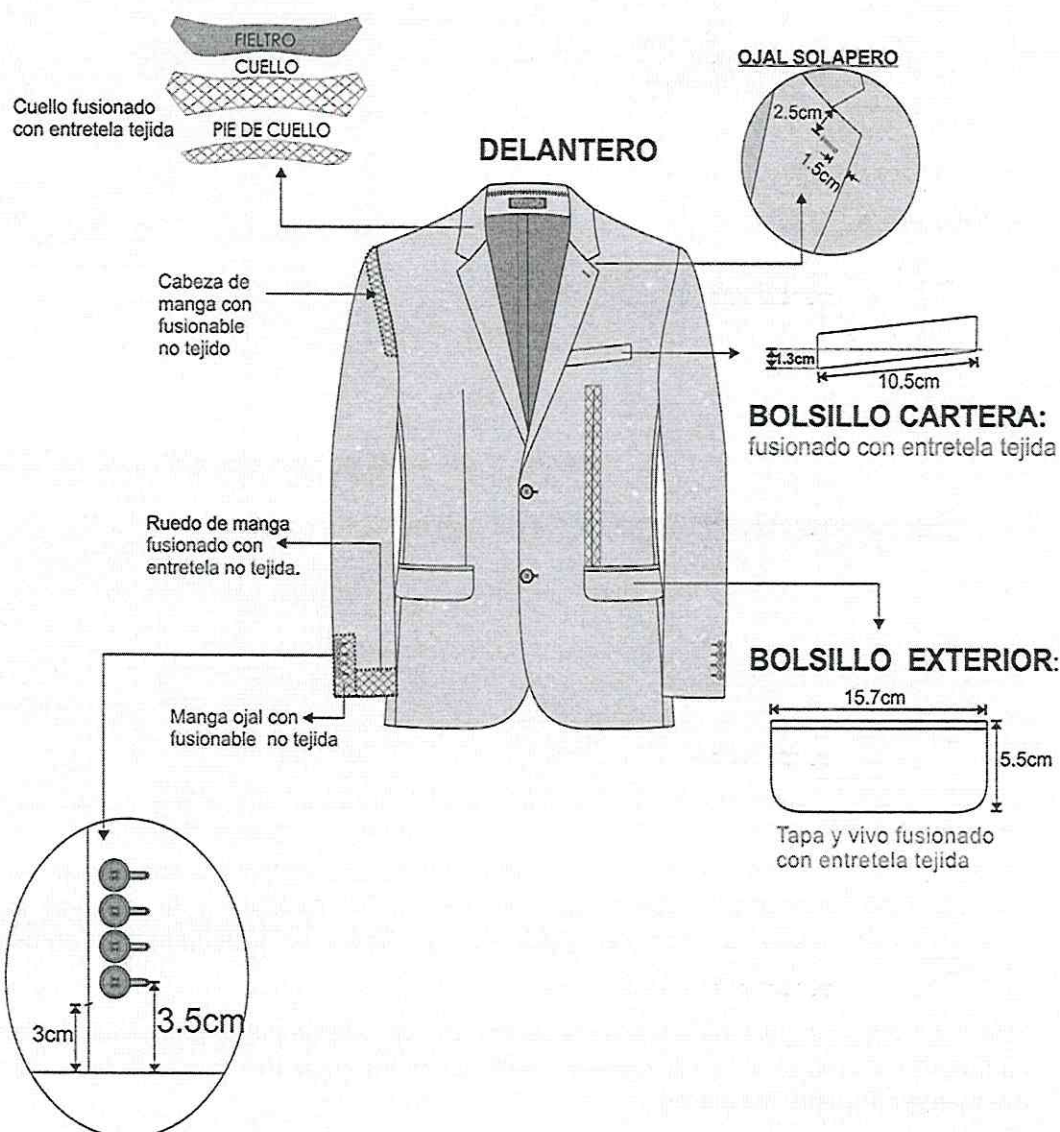 FIELTRO
CUELLO
Cuello fusionado
con entretela tejida
PIE DE CUELLO
OJAL SOLAPERO
2.5cm
1.5cm
DELANTERO
Cabeza de
manga con
fusionable
no tejido
1.3cm
10.5cm
BOLSILLO CARTERA:
fusionado con entretela tejida
Ruedo de manga
fusionado con
entretela no tejida.
Manga ojal con
fusionable no tejida
BOLSILLO EXTERIOR:
15.7cm
5.5cm
Tapa y vivo fusionado
con entretela tejida
3cm
3.5cm